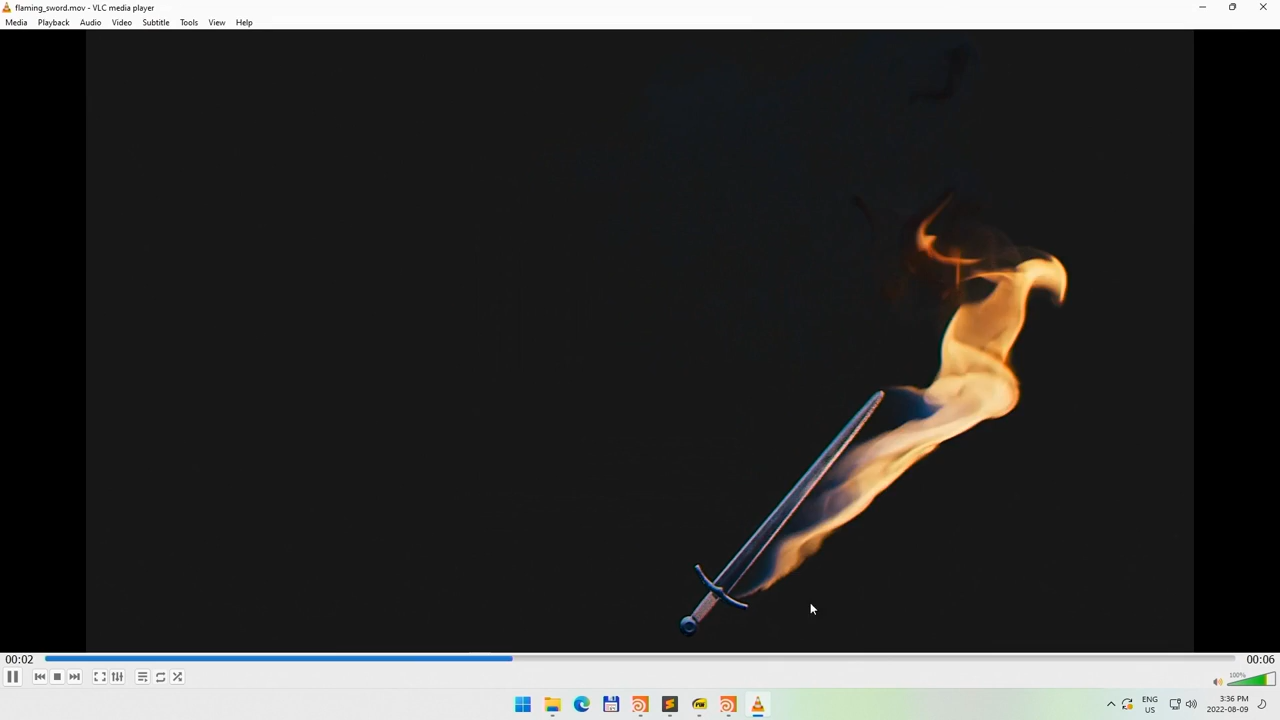 flaming_sword.mov - VLC media player
Media Playback Audio Video Subtitle Tools View Help
00:02 00:06
100%
ENG
US
3:36 PM
2022-08-09